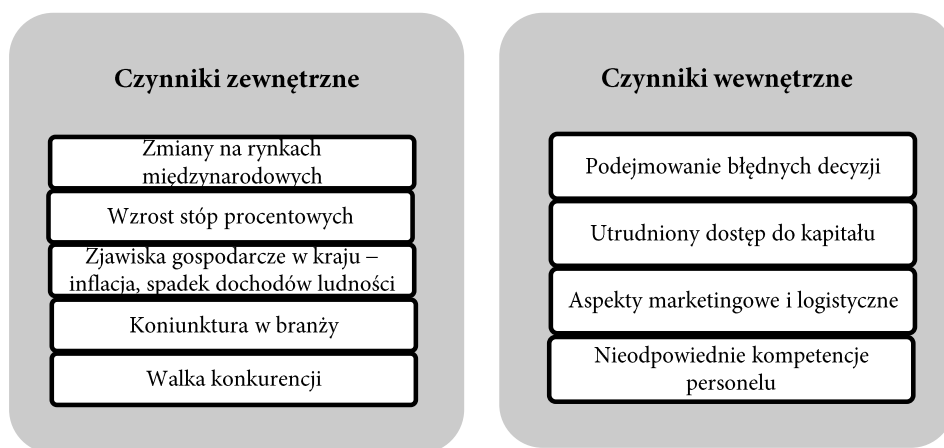 Czynniki zewnętrzne
Zmiany na rynkach
międzynarodowych
Wzrost stóp procentowych
Zjawiska gospodarcze w kraju –
inflacja, spadek dochodów ludności
Koniunktura w branży
Walka konkurencji
Czynniki wewnętrzne
Podejmowanie błędnych decyzji
Utrudniony dostęp do kapitału
Aspekty marketingowe i logistyczne
Nieodpowiednie kompetencje
personelu